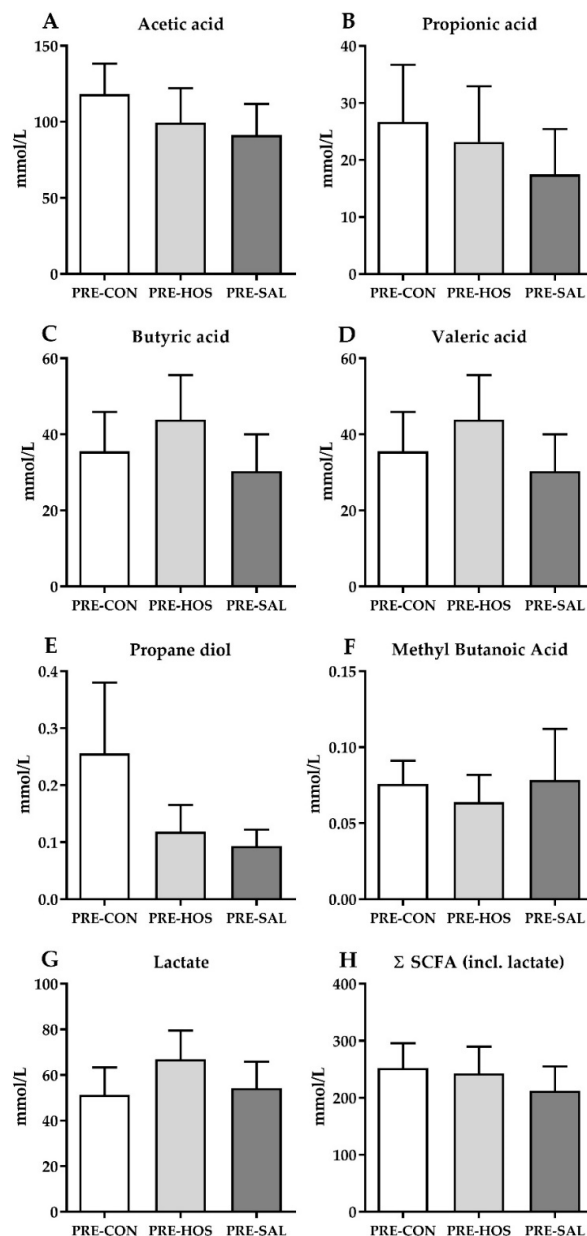 A Acetic acid
150
100
50
0
mmol/L
PRE-CON PRE-HOS PRE-SAL
B Propionic acid
40
30
20
10
0
mmol/L
PRE-CON PRE-HOS PRE-SAL
C Butyric acid
60
40
20
0
mmol/L
PRE-CON PRE-HOS PRE-SAL
D Valeric acid
60
40
20
0
mmol/L
PRE-CON PRE-HOS PRE-SAL
E Propane diol
0.4
0.3
0.2
0.1
0.0
mmol/L
PRE-CON PRE-HOS PRE-SAL
F Methyl Butanoic Acid
0.15
0.10
0.05
0.00
mmol/L
PRE-CON PRE-HOS PRE-SAL
G Lactate
100
80
60
40
20
0
mmol/L
PRE-CON PRE-HOS PRE-SAL
H Σ SCFA (incl. lactate)
400
300
200
100
0
mmol/L
PRE-CON PRE-HOS PRE-SAL